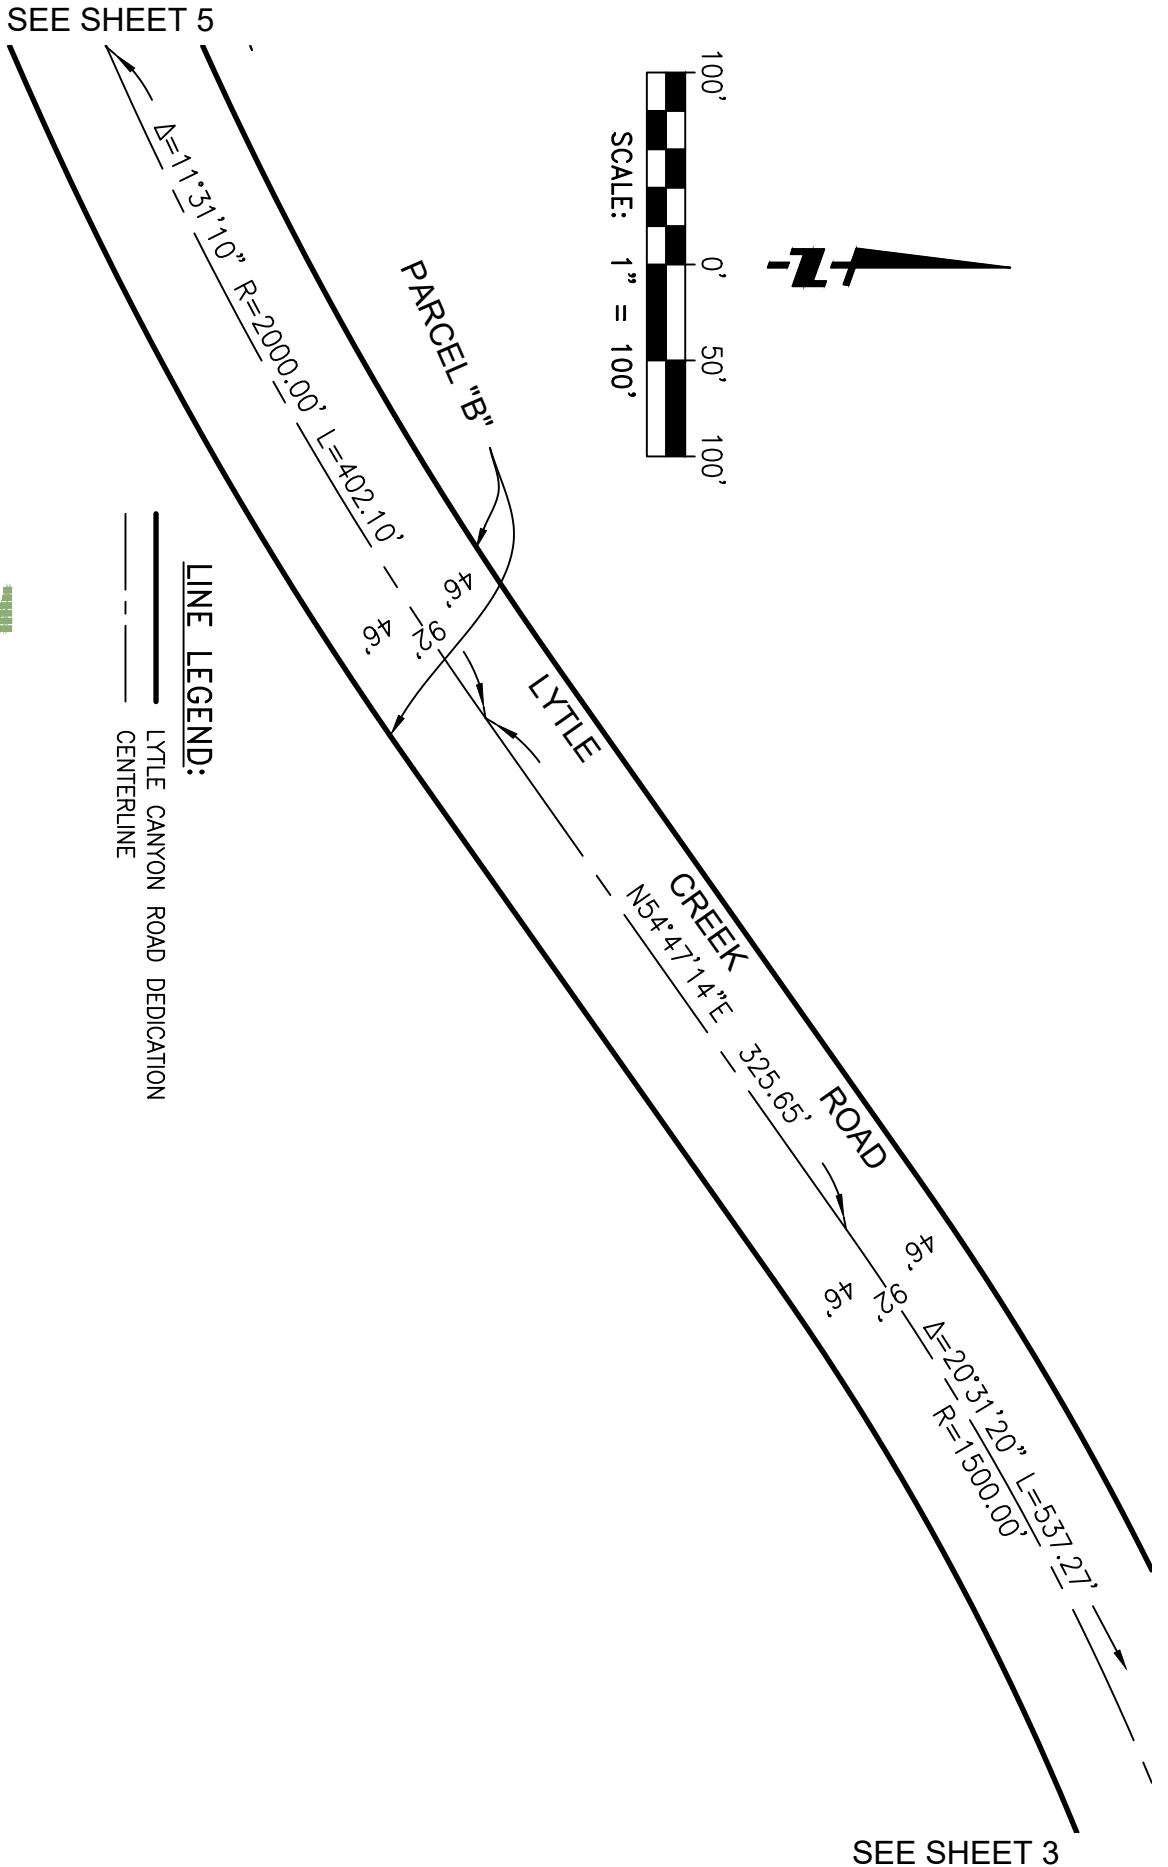 SEE SHEET 5
100' 0' 50' 100'
SCALE: 1" = 100'
N
PARCEL "B"
Δ=11°31'10" R=2000.00' L=402.10'
46'
92'
46'
LYTLE CREEK ROAD
N54°47'14"E 325.65'
46'
92'
46'
Δ=20°31'20" L=537.27'
R=1500.00'
LINE LEGEND:
LYTLE CANYON ROAD DEDICATION
CENTERLINE
SEE SHEET 3